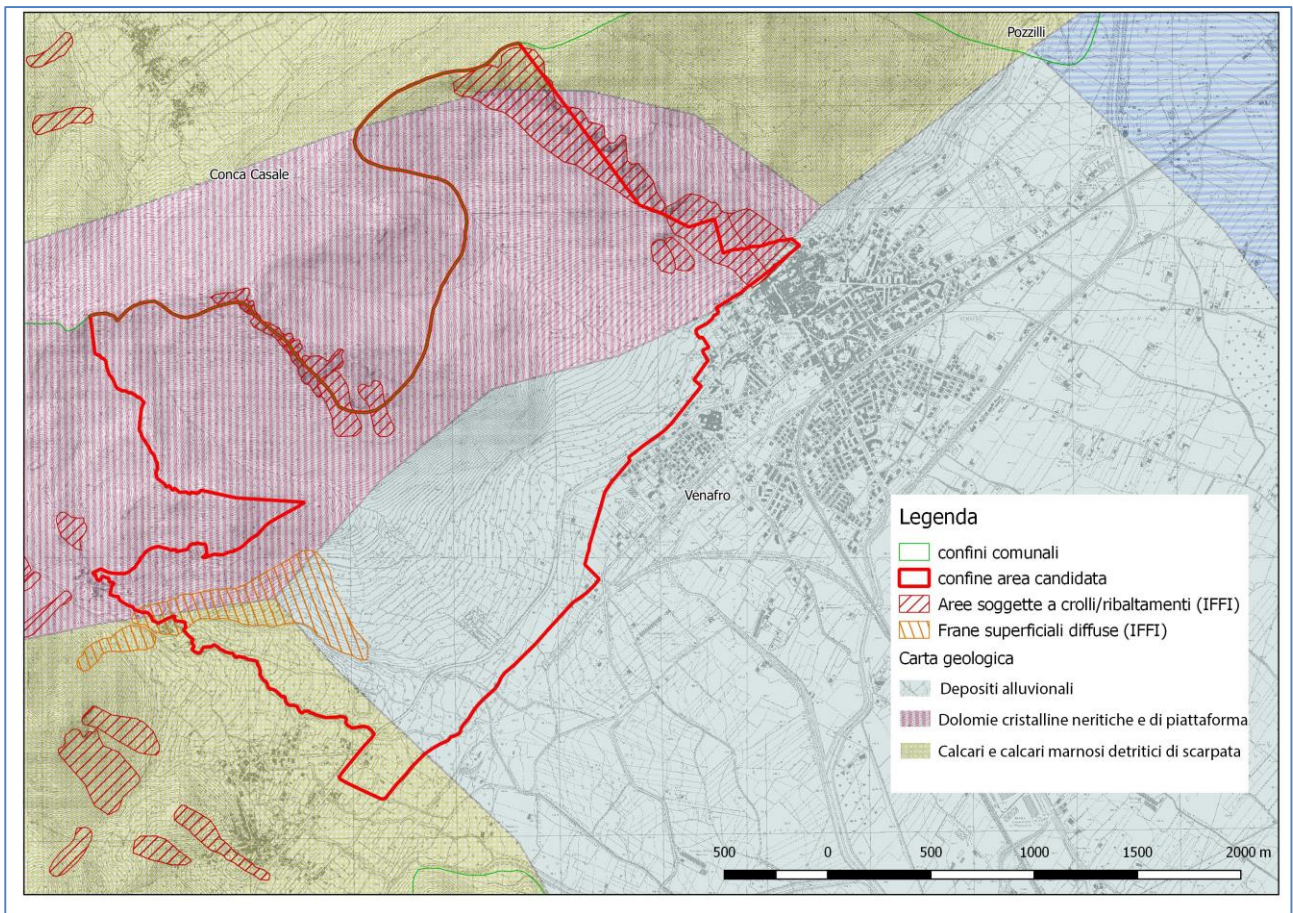 Pozzilli
Conca Casale
Venafro
Legenda
confini comunali
confine area candidata
Aree soggette a crolli/ribaltamenti (IFFI)
Frane superficiali diffuse (IFFI)
Carta geologica
Depositi alluvionali
Dolomie cristalline neritiche e di piattaforma
Calcari e calcari marnosi detritici di scarpata
500 0 500 1000 1500 2000 m